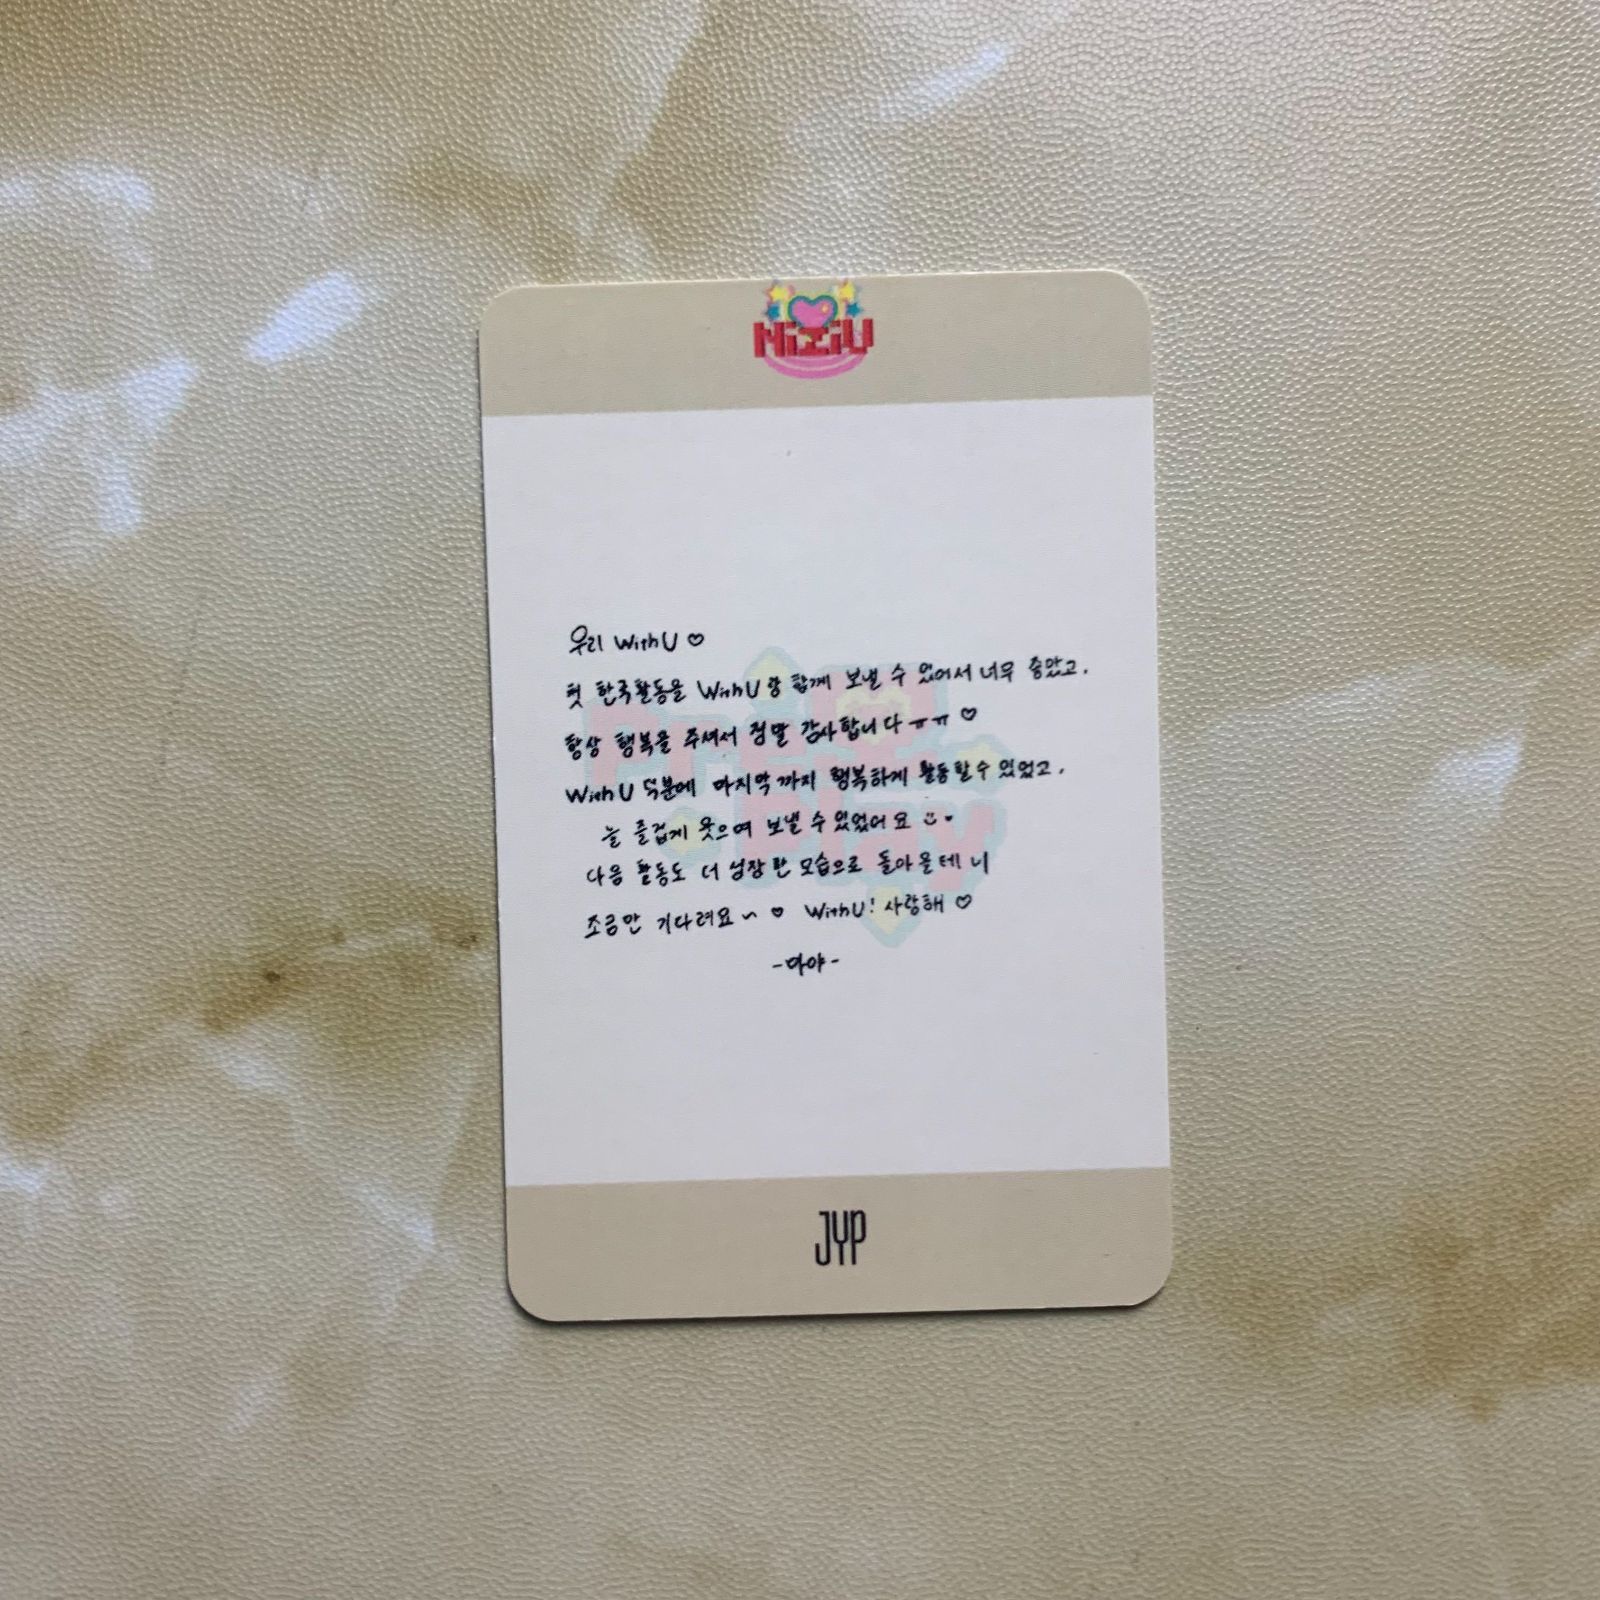 NiziU
우리 WithU ♡
첫 한국활동을 WithU랑 함께 보낼 수 있어서 너무 좋았고,
항상 행복을 주셔서 정말 감사합니다 ㅠㅠ ♡
WithU 덕분에 마지막까지 행복하게 활동할 수 있었고,
늘 즐겁게 웃으며 보낼 수 있었어요
다음 활동도 더 성장한 모습으로 돌아올테니
조금만 기다려요~ ♡ WithU! 사랑해 ♡
-마야-
Press Play
JYP